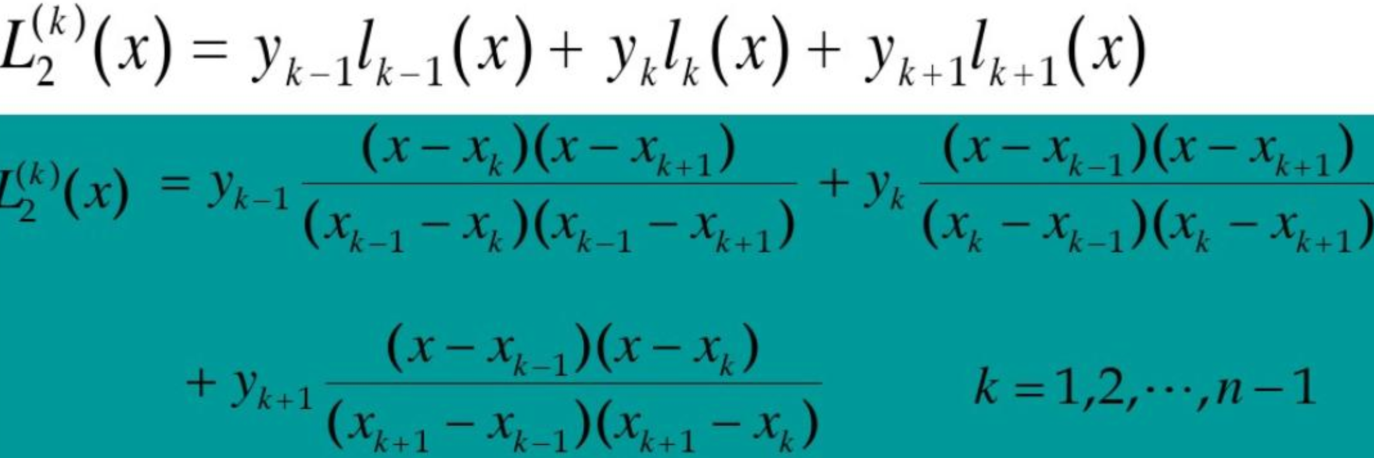 $L_2^{(k)}(x) = y_{k-1}l_{k-1}(x) + y_k l_k(x) + y_{k+1}l_{k+1}(x)$
$L_2^{(k)}(x) = y_{k-1}\frac{(x-x_k)(x-x_{k+1})}{(x_{k-1}-x_k)(x_{k-1}-x_{k+1})} + y_k\frac{(x-x_{k-1})(x-x_{k+1})}{(x_k-x_{k-1})(x_k-x_{k+1})}$
$+ y_{k+1}\frac{(x-x_{k-1})(x-x_k)}{(x_{k+1}-x_{k-1})(x_{k+1}-x_k)} \quad k=1,2,\cdots,n-1$